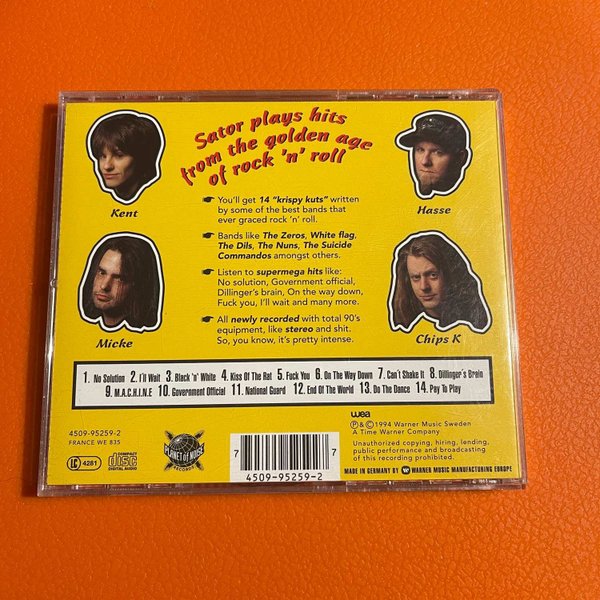 Sator plays hits
from the golden age
of rock 'n' roll
Kent
Hasse
Micke
Chips K
You'll get 14 "krispy kuts" written
by some of the best bands that
ever graced rock 'n' roll.
Bands like The Zeros, White flag,
The Dils, The Nuns, The Suicide
Commandos amongst others.
Listen to supermega hits like:
No solution, Government official,
Dillinger's brain, On the way down,
Fuck you, I'll wait and many more.
All newly recorded with total 90's
equipment, like stereo and shit.
So, you know, it's pretty intense.
1. No Solution 2. I'll Wait 3. Black 'n' White 4. Kiss Of The Rat 5. Fuck You 6. On The Way Down 7. Can't Shake It 8. Dillinger's Brein
9. M.A.C.H.I.N.E 10. Government Official 11. National Guard 12. End Of The World 13. Do The Dance 14. Pay To Play
4509-95259-2
FRANCE WE 835
LC 4281
COMPACT
disc
DIGITAL AUDIO
PLANET OF NOISE
RECORDS
7 4509-95259-2 7
wea
℗ & © 1994 Warner Music Sweden
A Time Warner Company
Unauthorized copying, hiring, lending,
public performance and broadcasting
of this recording prohibited.
MADE IN GERMANY BY WARNER MUSIC MANUFACTURING EUROPE